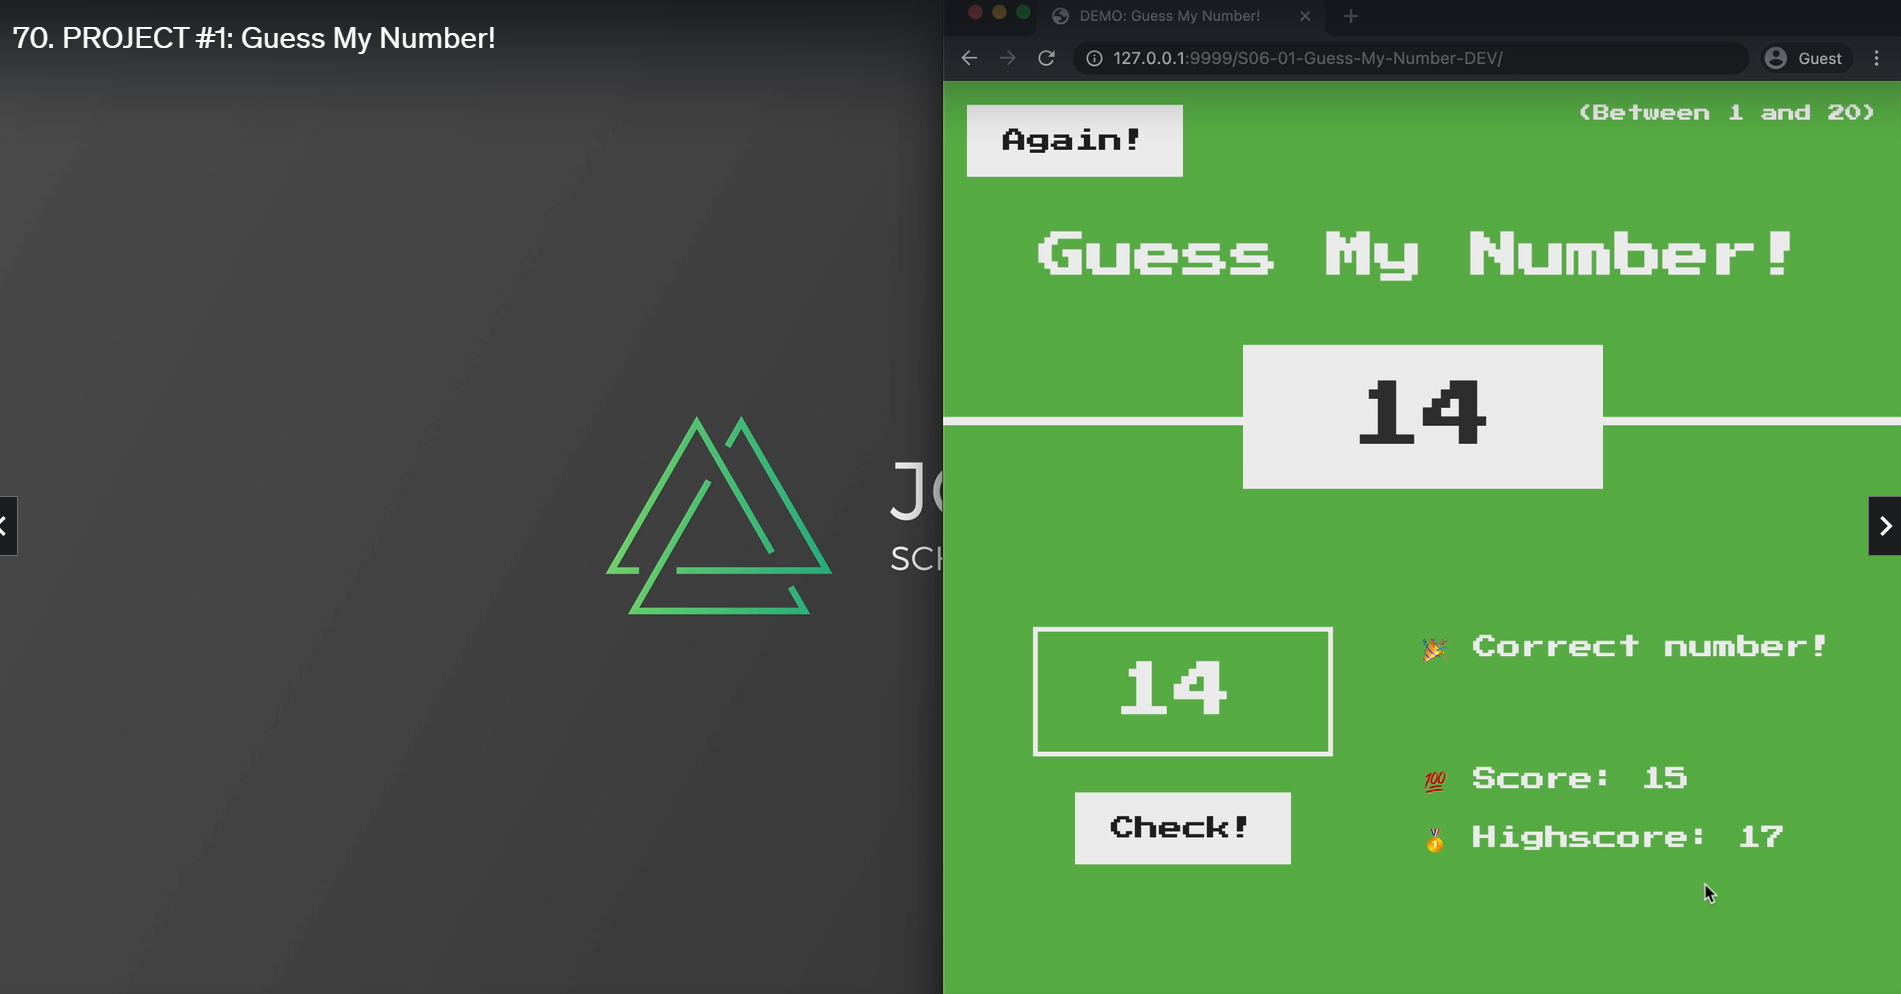 70. PROJECT #1: Guess My Number!
DEMO: Guess My Number!
127.0.0.1:9999/S06-01-Guess-My-Number-DEV/
Guest
Again!
(Between 1 and 20)
Guess My Number!
14
14
🎉 Correct number!
💯 Score: 15
🥇 Highscore: 17
Check!